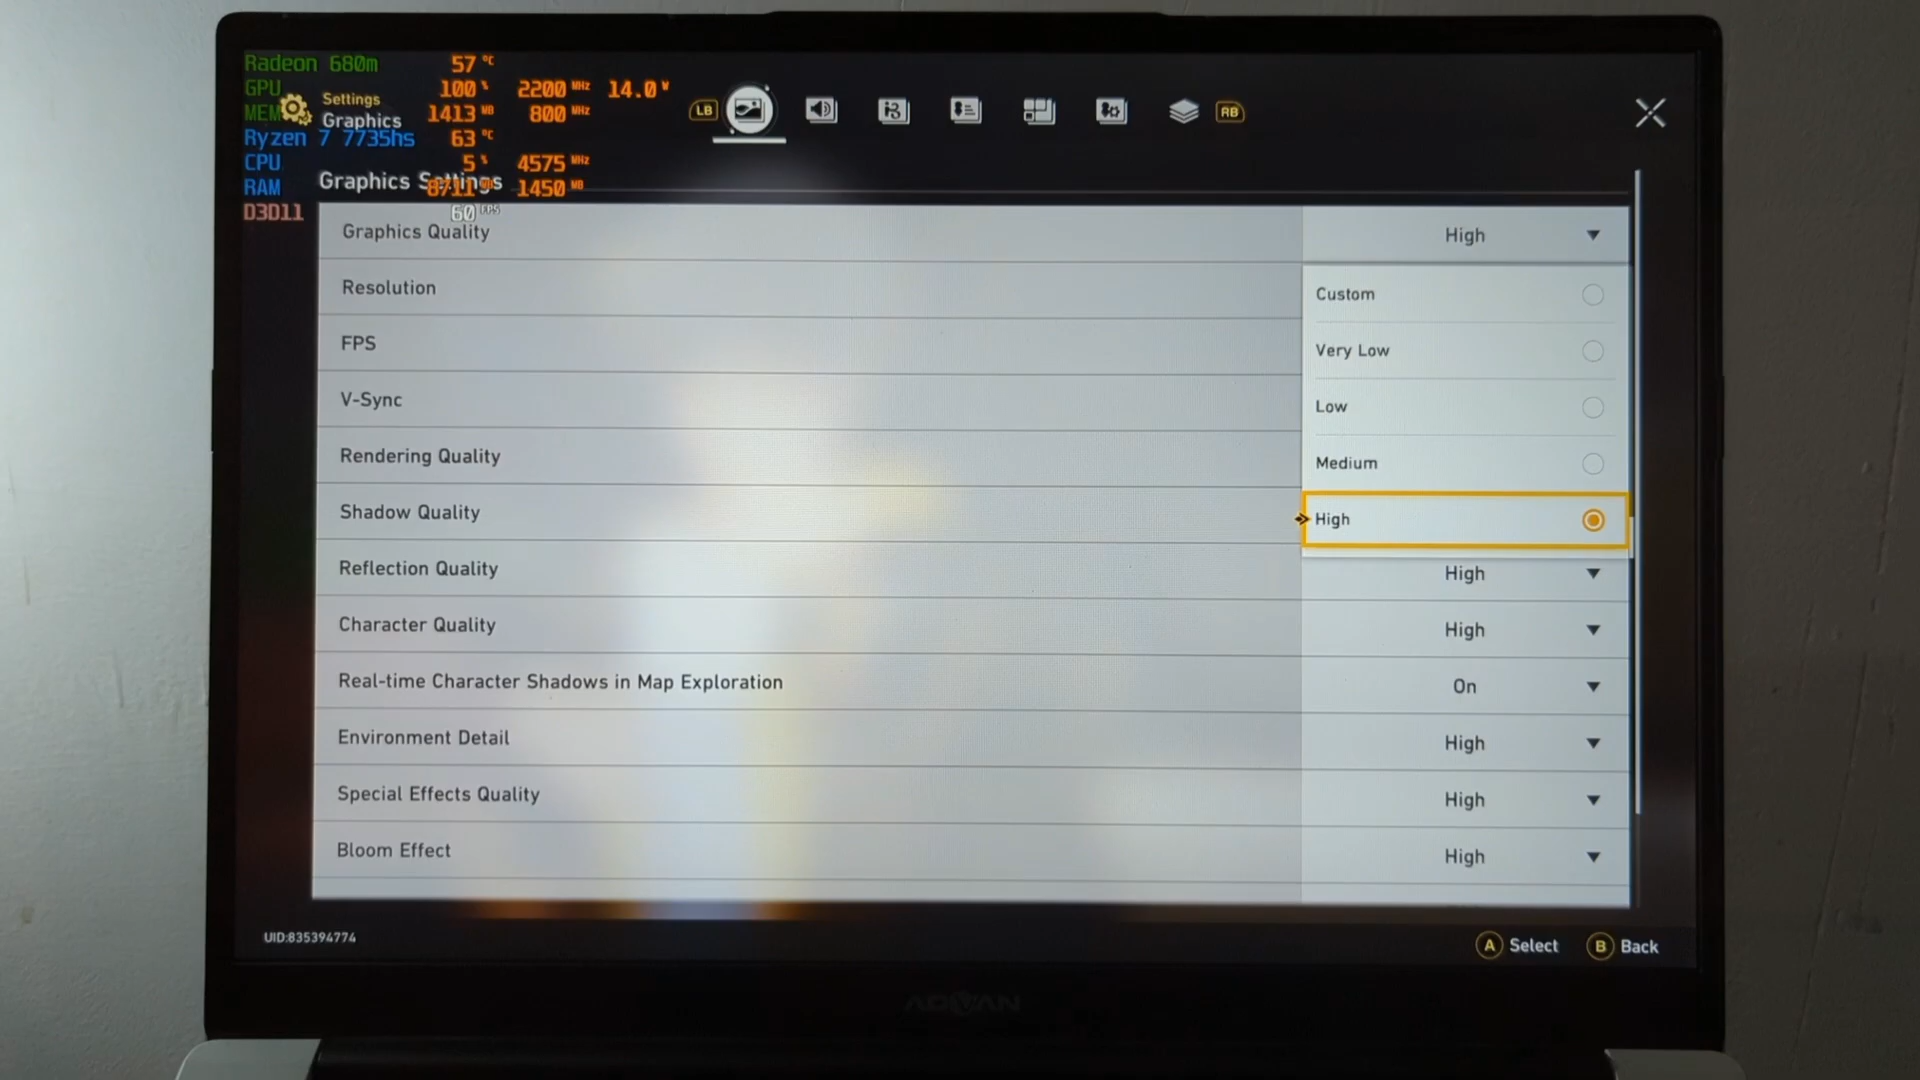 Radeon 680m 57 °C
GPU 100 % 2200 MHz 14.0 W
MEM 1413 MB 800 MHz
Settings
Graphics
Ryzen 7 7735hs 63 °C
CPU 5 % 4575 MHz
RAM 8711 MB 1450 MB
D3D11 60 FPS
LB
RB
Graphics Settings
Graphics Quality High
Custom
Resolution
Very Low
FPS
Low
V-Sync
Medium
Rendering Quality
High
Shadow Quality
Reflection Quality High
Character Quality High
Real-time Character Shadows in Map Exploration On
Environment Detail High
Special Effects Quality High
Bloom Effect High
UID:835394774
A Select B Back
ADVAN